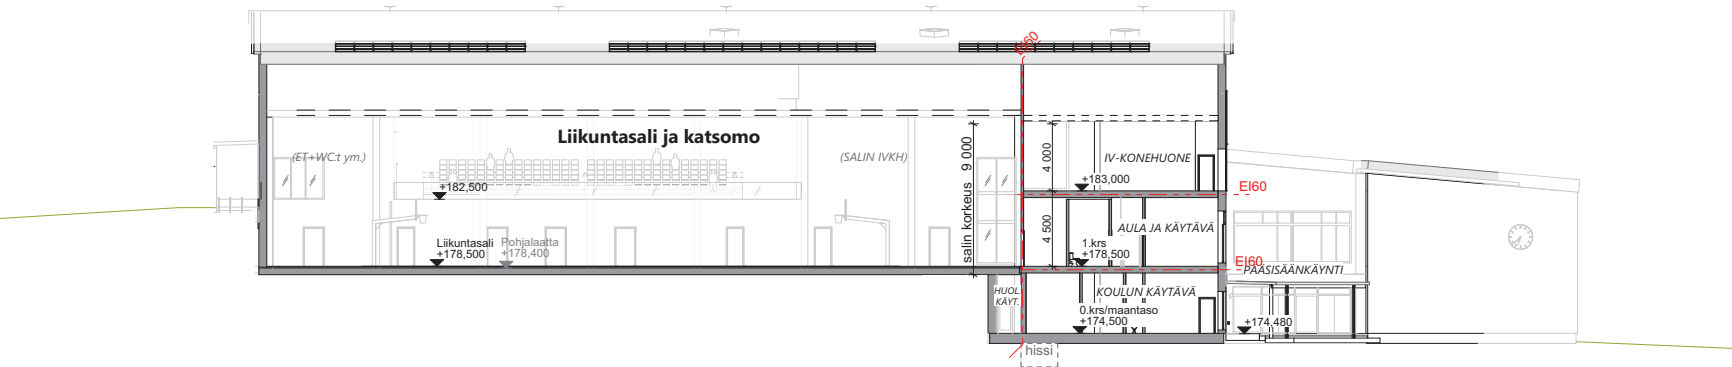 EI60
Liikuntasali ja katsomo
(ET+WC:t ym.)
(SALIN IVKH)
salin korkeus 9 000
4 000
IV-KONEHUONE
+182,500
+183,000
EI60
4 500
AULA JA KÄYTÄVÄ
Liikuntasali
+178,500
Pohjalaatta
+178,400
1.krs
+178,500
EI60
PÄÄSISÄÄNKÄYNTI
HUOL.
KÄYT.
KOULUN KÄYTÄVÄ
0.krs/maantaso
+174,500
+174,480
hissi